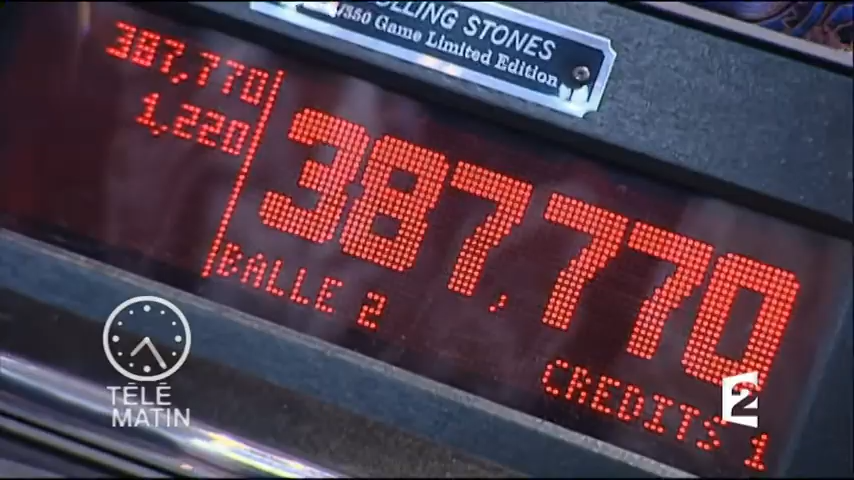 ROLLING STONES
/350 Game Limited Edition
387,770
1,220
387,770
BALLE 2
CREDITS 1
TÉLÉ
MATIN
2